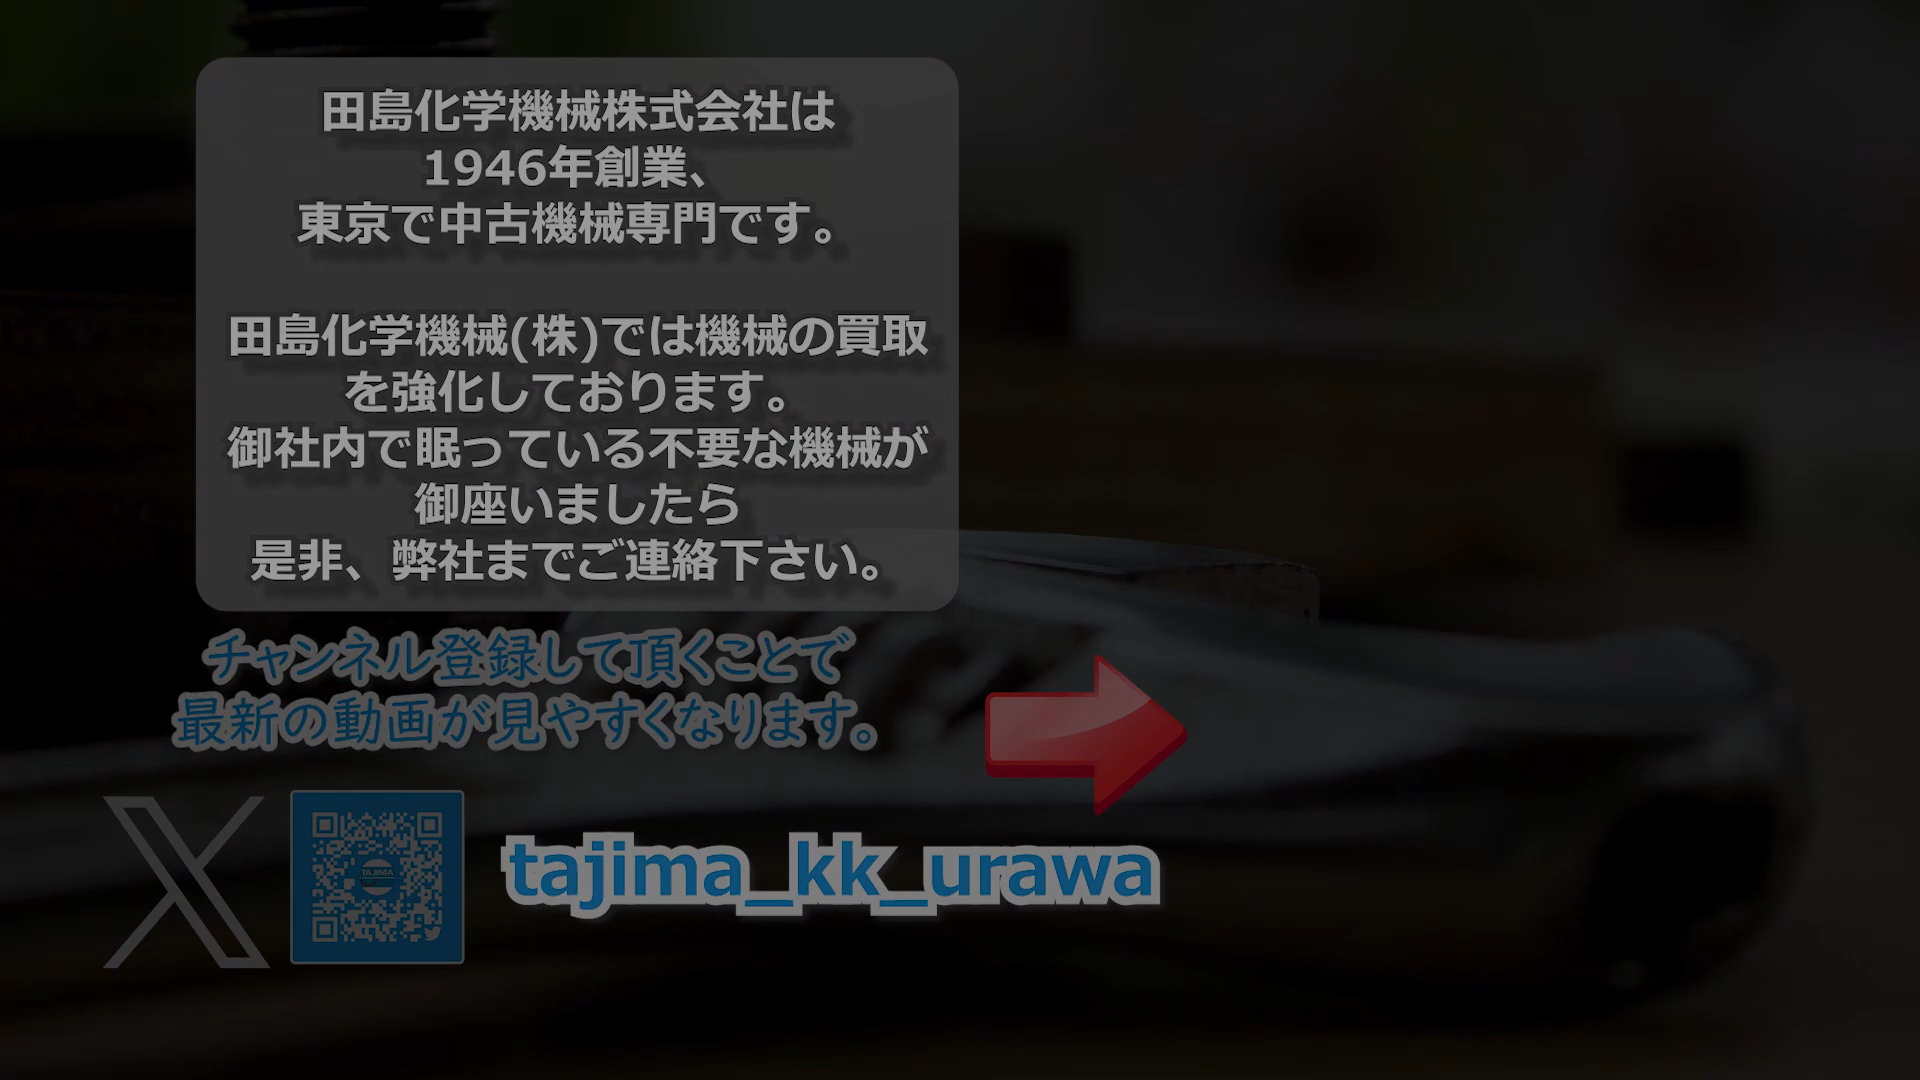 田島化学機械株式会社は
1946年創業、
東京で中古機械専門です。
田島化学機械(株)では機械の買取
を強化しております。
御社内で眠っている不要な機械が
御座いましたら
是非、弊社までご連絡下さい。
チャンネル登録して頂くことで
最新の動画が見やすくなります。
X
TAJIMA
tajima_kk_urawa